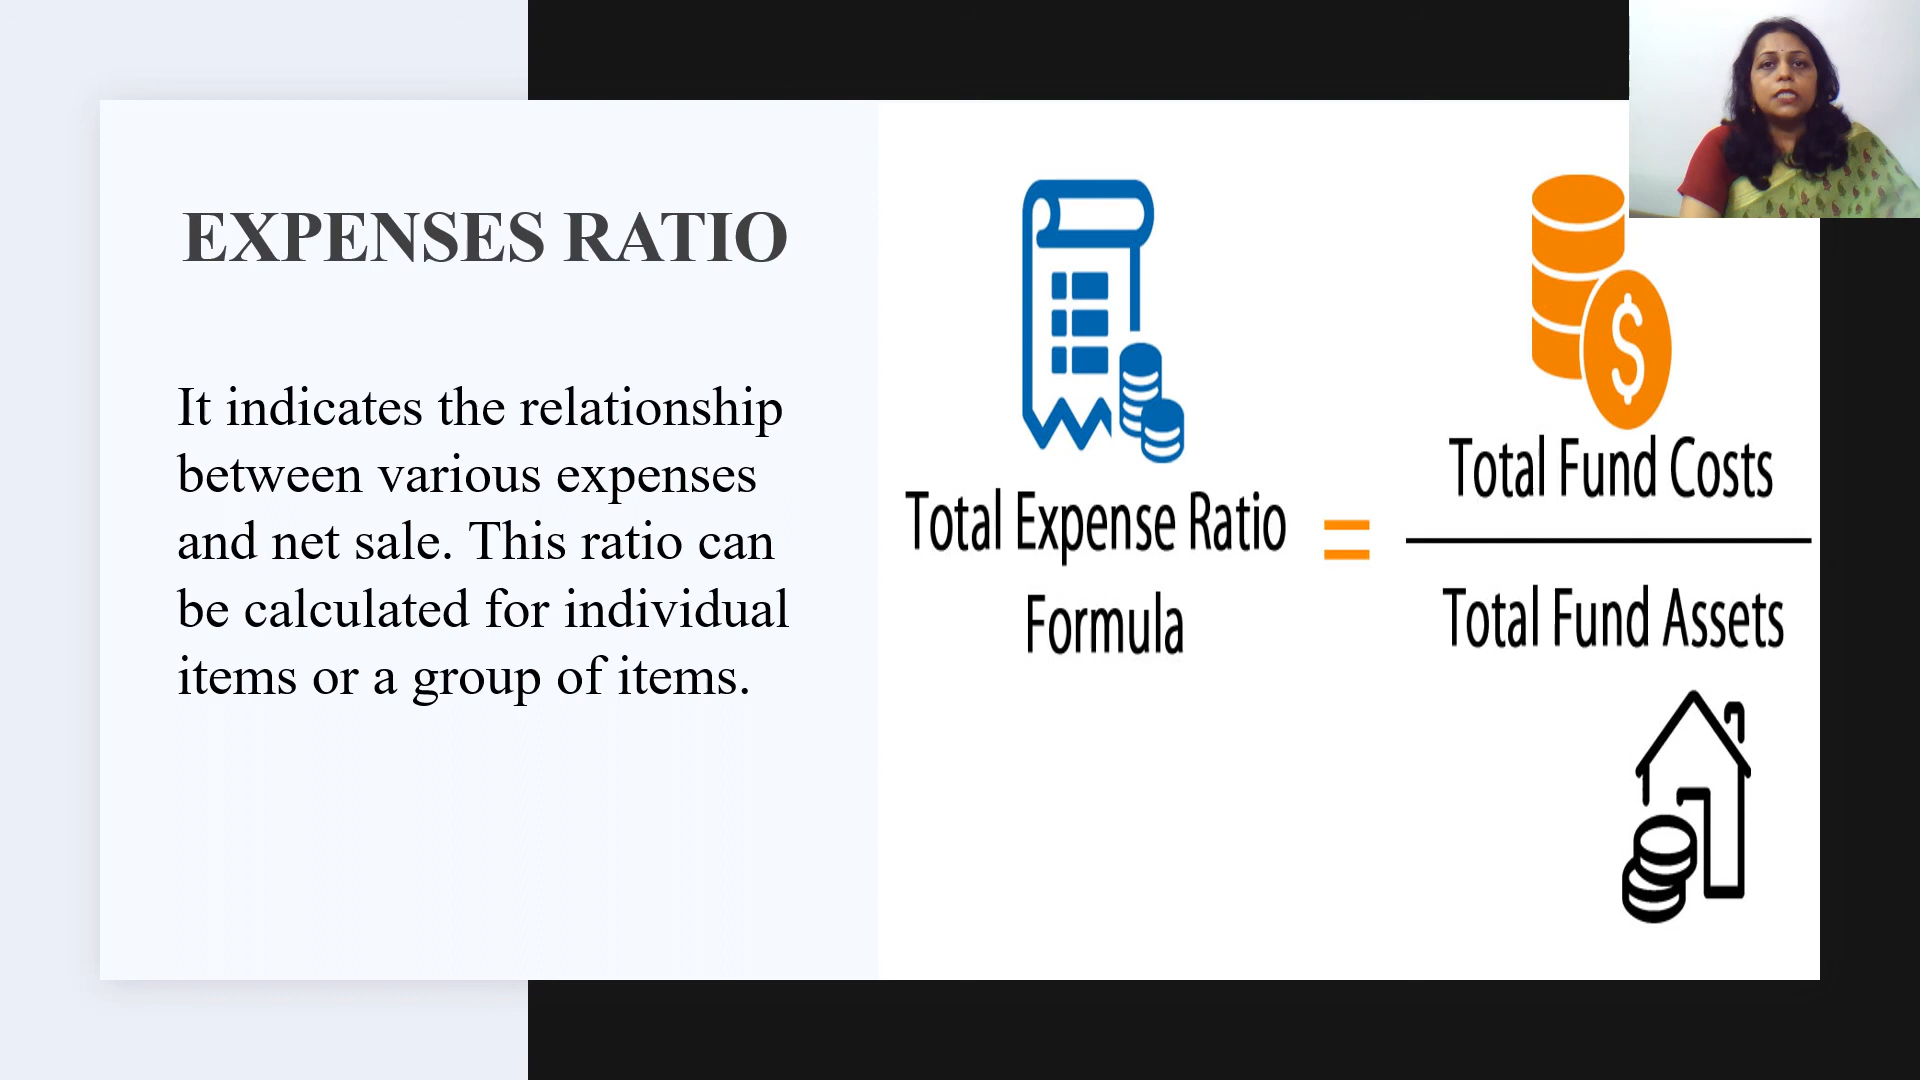 EXPENSES RATIO
It indicates the relationship
between various expenses
and net sale. This ratio can
be calculated for individual
items or a group of items.
Total Expense Ratio
Formula
=
Total Fund Costs
Total Fund Assets
$